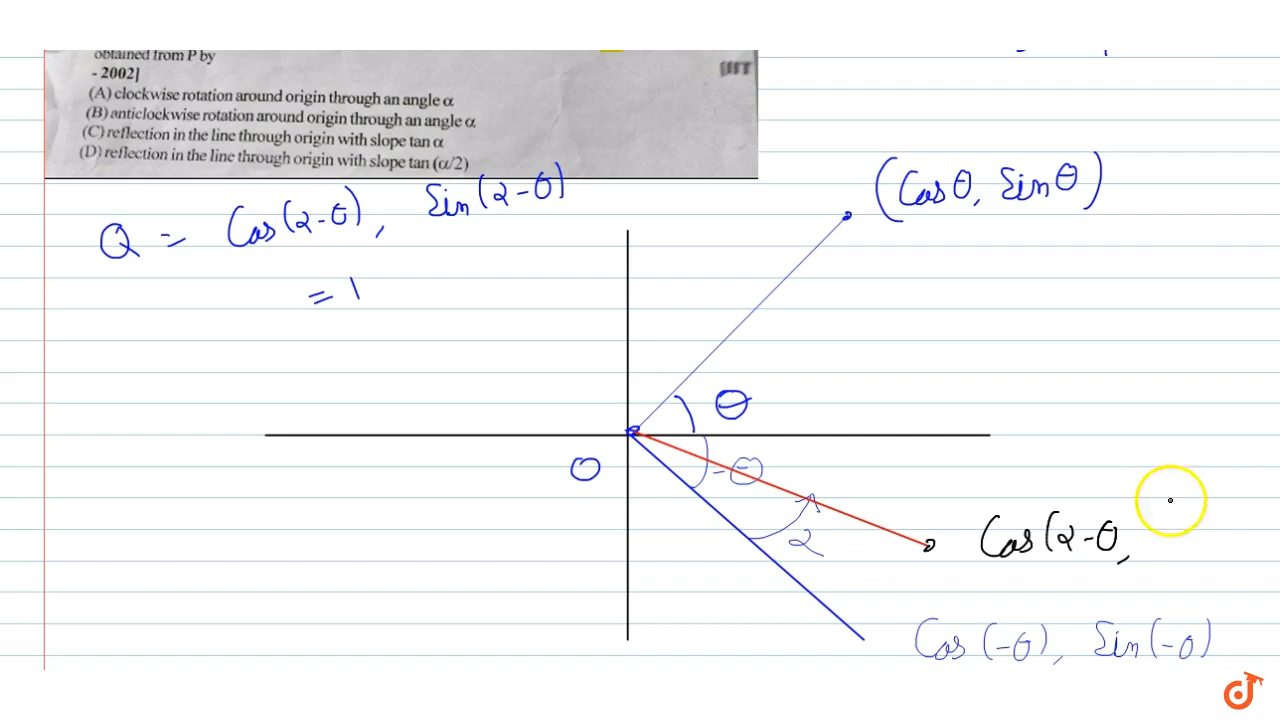 obtained from P by
- 2002]
IIT
(A) clockwise rotation around origin through an angle α
(B) anticlockwise rotation around origin through an angle α
(C) reflection in the line through origin with slope tan α
(D) reflection in the line through origin with slope tan (α/2)
Q = Cos(α-θ), Sin(α-θ)
= 1
(Cosθ, Sinθ)
θ
O
-θ
α
Cos(α-θ,
Cos(-θ), Sin(-θ)